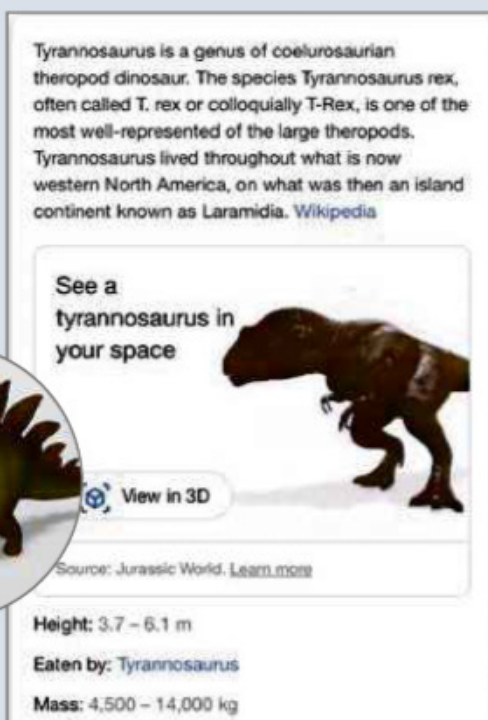 Tyrannosaurus is a genus of coelurosaurian
theropod dinosaur. The species Tyrannosaurus rex,
often called T. rex or colloquially T-Rex, is one of the
most well-represented of the large theropods.
Tyrannosaurus lived throughout what is now
western North America, on what was then an island
continent known as Laramidia. Wikipedia
See a
tyrannosaurus in
your space
View in 3D
Source: Jurassic World. Learn more
Height: 3.7 – 6.1 m
Eaten by: Tyrannosaurus
Mass: 4,500 – 14,000 kg